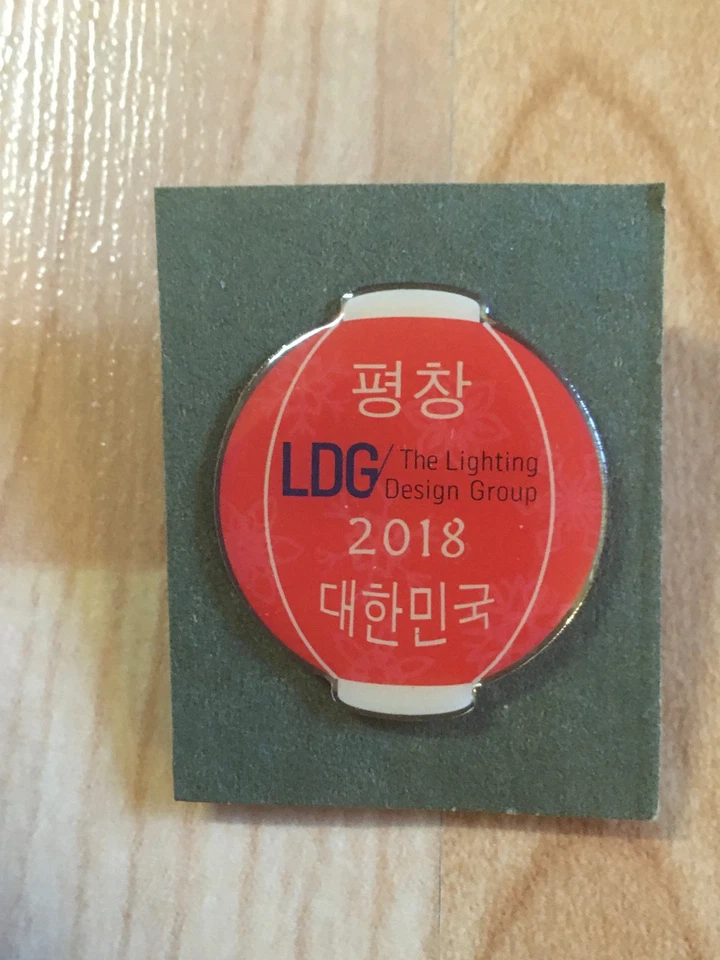 평창
LDG/ The Lighting
Design Group
2018
대한민국